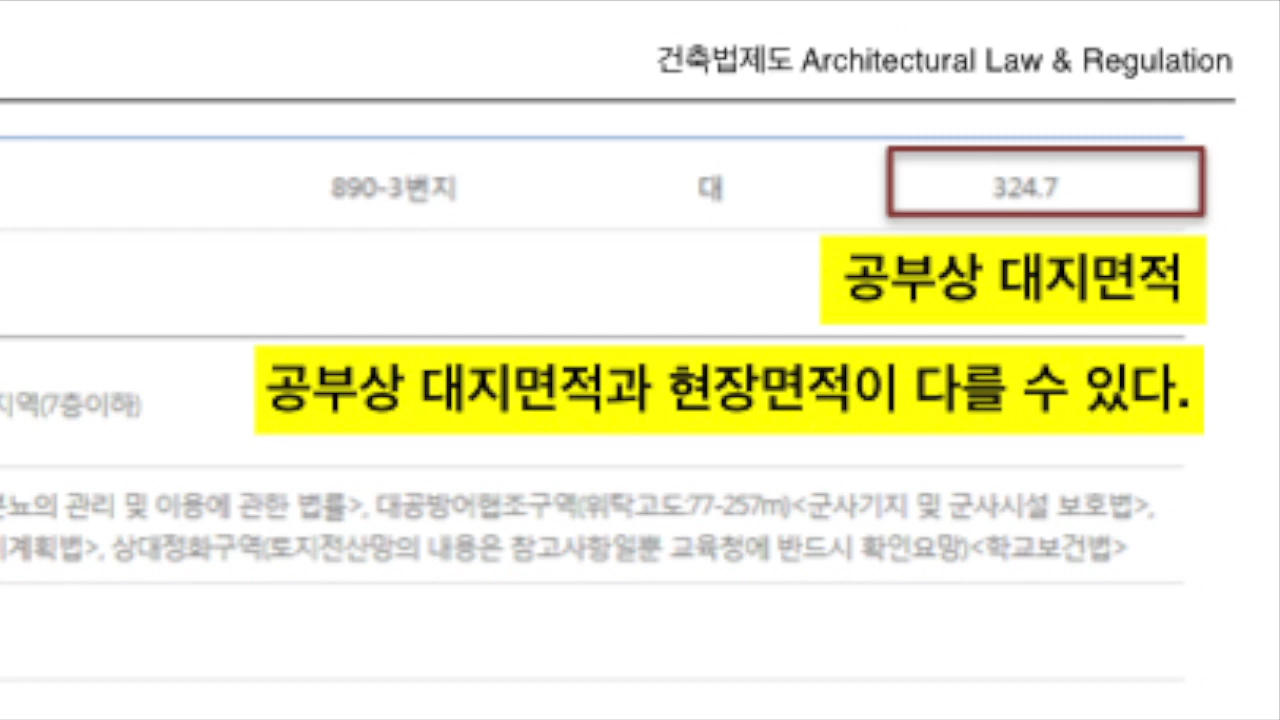 건축법제도 Architectural Law & Regulation
890-3번지 대 324.7
공부상 대지면적
공부상 대지면적과 현장면적이 다를 수 있다.
지역(7층이하)
분뇨의 관리 및 이용에 관한 법률>, 대공방어협조구역(위탁고도:77-257m)<군사기지 및 군사시설 보호법>,
계획법>, 상대정화구역(토지전산망의 내용은 참고사항일뿐 교육청에 반드시 확인요망)<학교보건법>